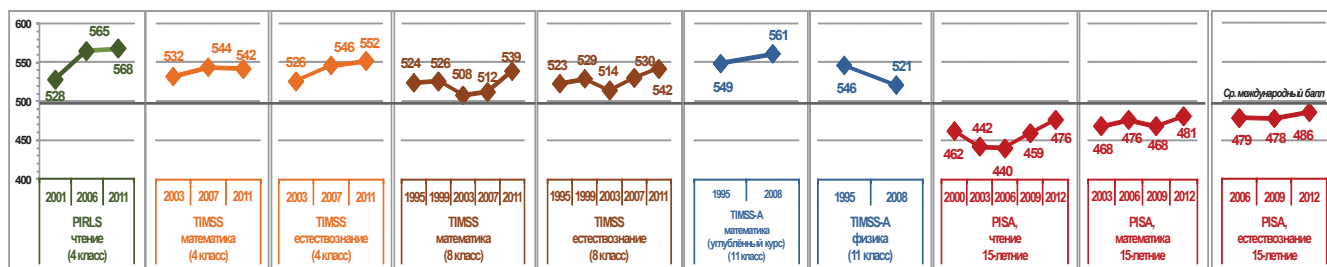 600
550
500
450
400
528
565
568
2001 2006 2011
PIRLS
чтение
(4 класс)
532
544
542
2003 2007 2011
TIMSS
математика
(4 класс)
526
546
552
2003 2007 2011
TIMSS
естествознание
(4 класс)
524
526
508
512
539
1995 1999 2003 2007 2011
TIMSS
математика
(8 класс)
523
529
514
530
542
1995 1999 2003 2007 2011
TIMSS
естествознание
(8 класс)
549
561
1995 2008
TIMSS-A
математика
(углублённый курс)
(11 класс)
546
521
1995 2008
TIMSS-A
физика
(11 класс)
462
442
440
459
476
2000 2003 2006 2009 2012
PISA,
чтение
15-летние
468
476
468
481
2003 2006 2009 2012
PISA,
математика
15-летние
Ср. международный балл
479
478
486
2006 2009 2012
PISA,
естествознание
15-летние